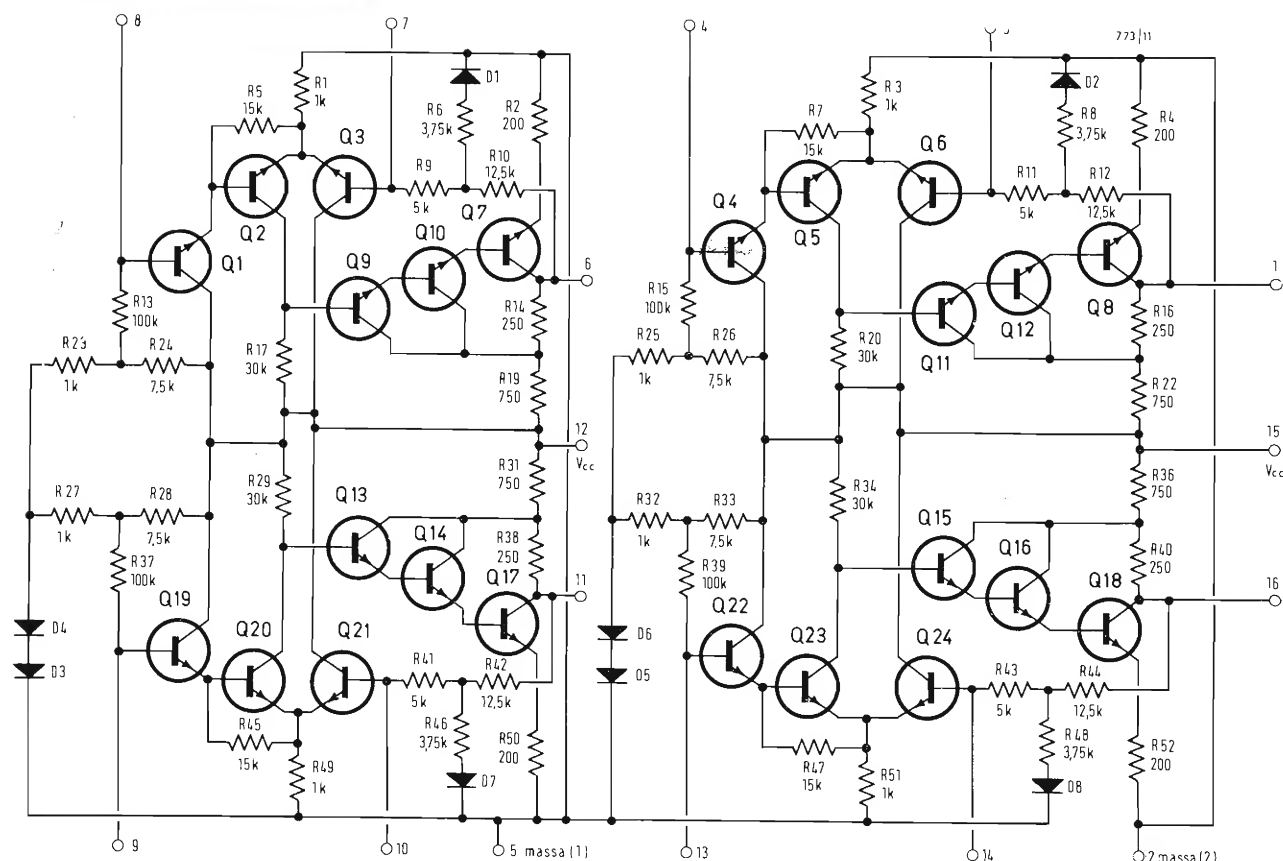 8
7
4
773/11
R5
15k
R1
1k
D1
R6
3,75k
R2
200
Q3
R9
5k
R10
12,5k
Q7
Q2
Q10
Q9
Q1
6
R13
100k
R14
250
R23
1k
R24
7,5k
R17
30k
R19
750
12
Vcc
R31
750
R27
1k
R28
7,5k
R29
30k
Q13
Q14
R38
250
Q17
11
R37
100k
Q19
Q20
Q21
D4
D3
R41
5k
R42
12,5k
R45
15k
R46
3,75k
R50
200
R49
1k
D7
9
10
5 massa (1)
R7
15k
R3
1k
D2
R8
3,75k
R4
200
Q6
Q4
Q5
R11
5k
R12
12,5k
Q12
Q8
Q11
1
R15
100k
R16
250
R25
1k
R26
7,5k
R20
30k
R22
750
15
Vcc
R36
750
R32
1k
R33
7,5k
R34
30k
Q15
Q16
R40
250
Q18
16
R39
100k
Q22
Q23
Q24
D6
D5
R43
5k
R44
12,5k
R47
15k
R48
3,75k
R52
200
R51
1k
D8
13
14
2 massa (2)